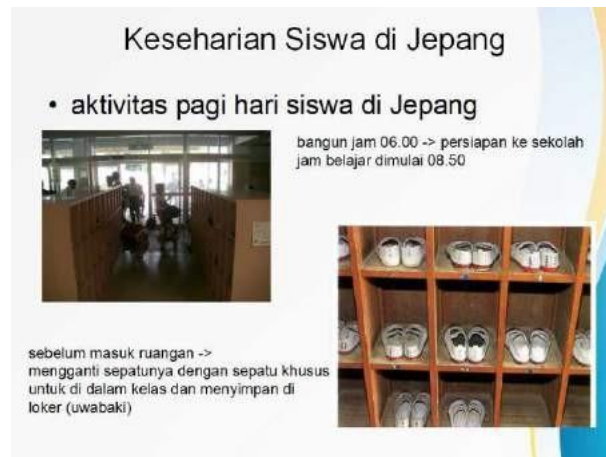 Keseharian Siswa di Jepang
• aktivitas pagi hari siswa di Jepang
bangun jam 06.00 -> persiapan ke sekolah
jam belajar dimulai 08.50
sebelum masuk ruangan ->
mengganti sepatunya dengan sepatu khusus
untuk di dalam kelas dan menyimpan di
loker (uwabaki)